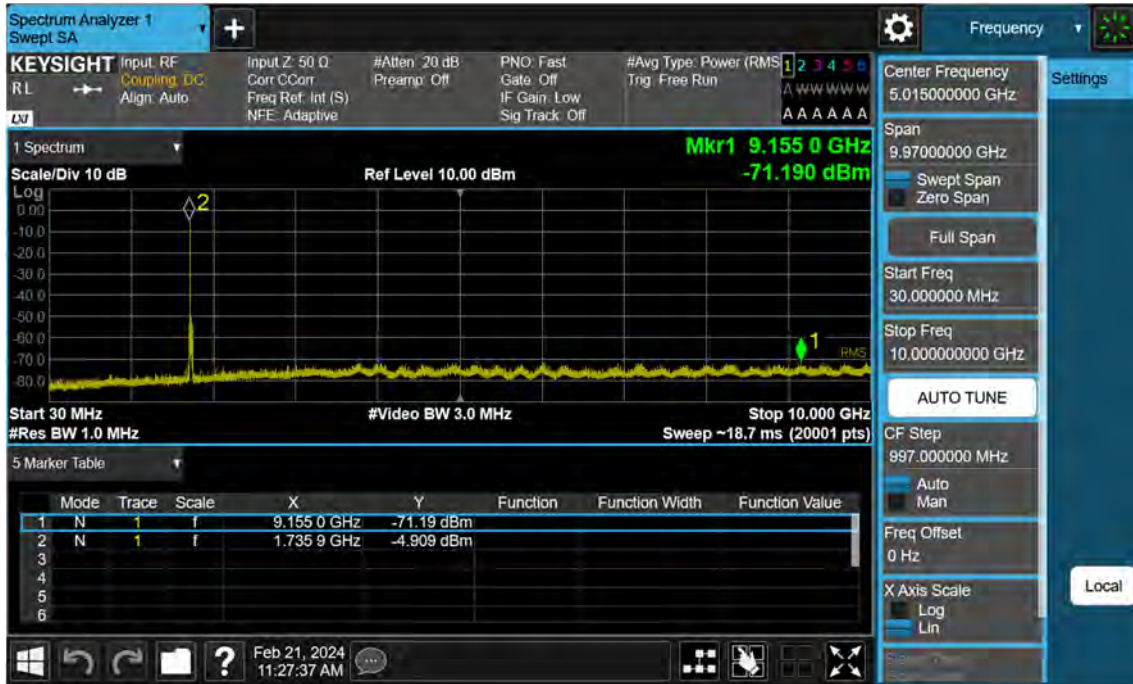 Spectrum Analyzer 1
Swept SA
+
Frequency
KEYSIGHT
RL
LXI
Input: RF
Coupling: DC
Align: Auto
Input Z: 50 Ω
Corr CCorr
Freq Ref: Int (S)
NFE: Adaptive
#Atten: 20 dB
Preamp: Off
PNO: Fast
Gate: Off
IF Gain: Low
Sig Track: Off
#Avg Type: Power (RMS
Trig: Free Run
1 2 3 4 5 6
A W W W W W
A A A A A A
1 Spectrum
Scale/Div 10 dB
Ref Level 10.00 dBm
Mkr1 9.155 0 GHz
-71.190 dBm
Log
0.00
-10.0
-20.0
-30.0
-40.0
-50.0
-60.0
-70.0
-80.0
2
1
RMS
Start 30 MHz
#Video BW 3.0 MHz
Stop 10.000 GHz
#Res BW 1.0 MHz
Sweep ~18.7 ms (20001 pts)
5 Marker Table
Mode Trace Scale X Y Function Function Width Function Value
1 N 1 f 9.155 0 GHz -71.19 dBm
2 N 1 f 1.735 9 GHz -4.909 dBm
3
4
5
6
?
Feb 21, 2024
11:27:37 AM
Center Frequency
5.015000000 GHz
Settings
Span
9.97000000 GHz
Swept Span
Zero Span
Full Span
Start Freq
30.000000 MHz
Stop Freq
10.000000000 GHz
AUTO TUNE
CF Step
997.000000 MHz
Auto
Man
Freq Offset
0 Hz
X Axis Scale
Log
Lin
Local